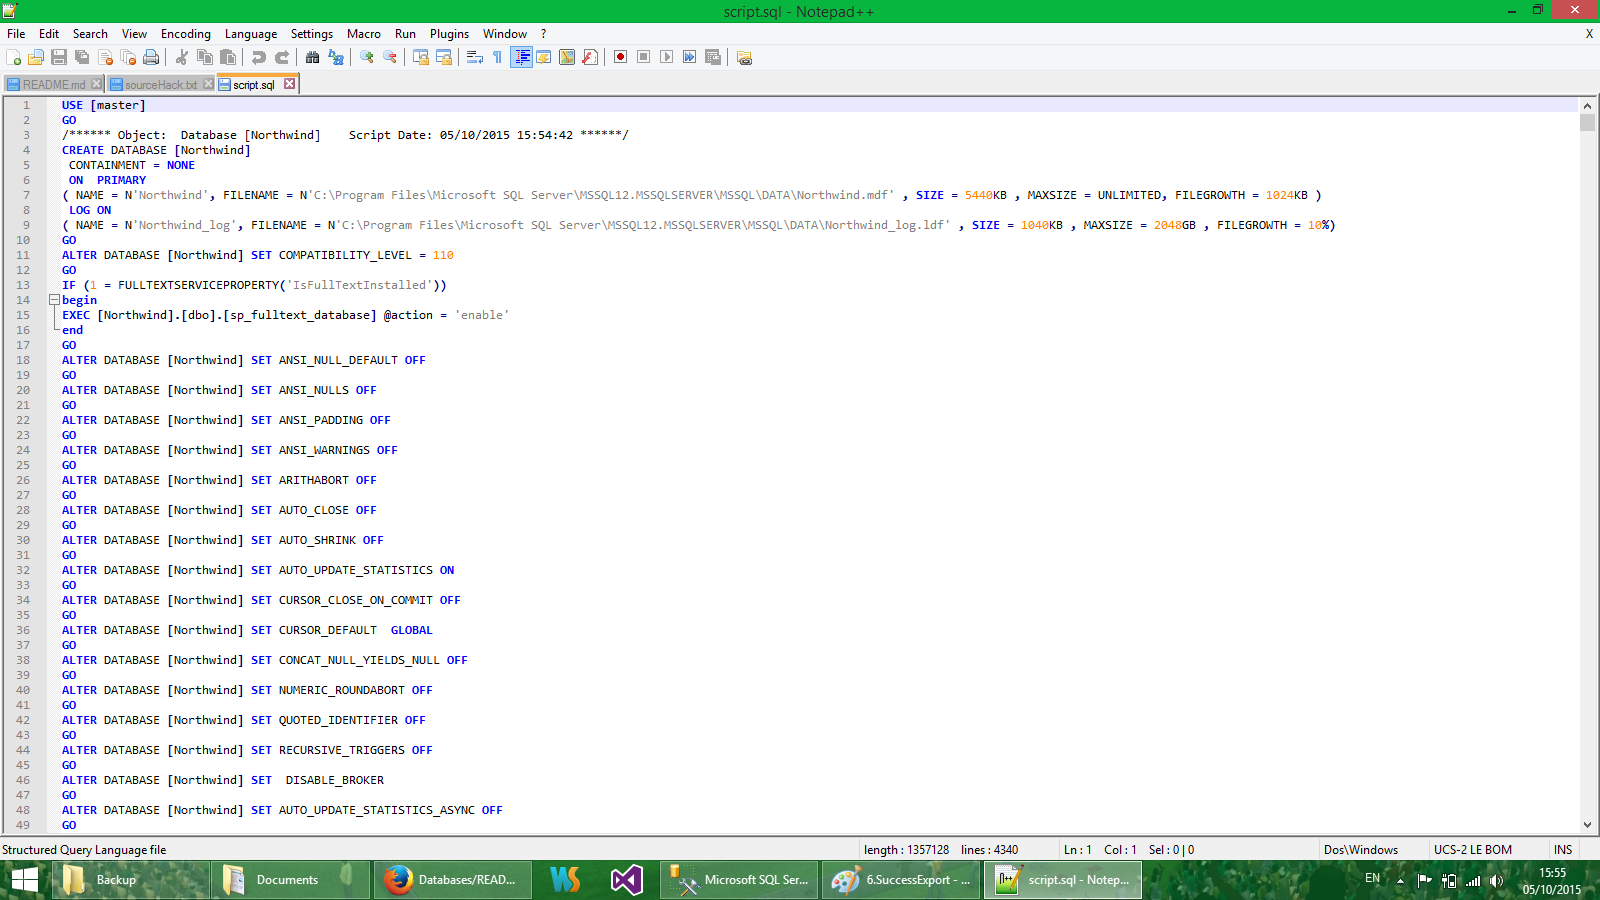 script.sql - Notepad++
File Edit Search View Encoding Language Settings Macro Run Plugins Window ? X
README.md sourceHack.txt script.sql
1 USE [master]
2 GO
3 /****** Object:  Database [Northwind]    Script Date: 05/10/2015 15:54:42 ******/
4 CREATE DATABASE [Northwind]
5  CONTAINMENT = NONE
6  ON  PRIMARY
7 ( NAME = N'Northwind', FILENAME = N'C:\Program Files\Microsoft SQL Server\MSSQL12.MSSQLSERVER\MSSQL\DATA\Northwind.mdf' , SIZE = 5440KB , MAXSIZE = UNLIMITED, FILEGROWTH = 1024KB )
8  LOG ON
9 ( NAME = N'Northwind_log', FILENAME = N'C:\Program Files\Microsoft SQL Server\MSSQL12.MSSQLSERVER\MSSQL\DATA\Northwind_log.ldf' , SIZE = 1040KB , MAXSIZE = 2048GB , FILEGROWTH = 10%)
10 GO
11 ALTER DATABASE [Northwind] SET COMPATIBILITY_LEVEL = 110
12 GO
13 IF (1 = FULLTEXTSERVICEPROPERTY('IsFullTextInstalled'))
14 begin
15 EXEC [Northwind].[dbo].[sp_fulltext_database] @action = 'enable'
16 end
17 GO
18 ALTER DATABASE [Northwind] SET ANSI_NULL_DEFAULT OFF
19 GO
20 ALTER DATABASE [Northwind] SET ANSI_NULLS OFF
21 GO
22 ALTER DATABASE [Northwind] SET ANSI_PADDING OFF
23 GO
24 ALTER DATABASE [Northwind] SET ANSI_WARNINGS OFF
25 GO
26 ALTER DATABASE [Northwind] SET ARITHABORT OFF
27 GO
28 ALTER DATABASE [Northwind] SET AUTO_CLOSE OFF
29 GO
30 ALTER DATABASE [Northwind] SET AUTO_SHRINK OFF
31 GO
32 ALTER DATABASE [Northwind] SET AUTO_UPDATE_STATISTICS ON
33 GO
34 ALTER DATABASE [Northwind] SET CURSOR_CLOSE_ON_COMMIT OFF
35 GO
36 ALTER DATABASE [Northwind] SET CURSOR_DEFAULT  GLOBAL
37 GO
38 ALTER DATABASE [Northwind] SET CONCAT_NULL_YIELDS_NULL OFF
39 GO
40 ALTER DATABASE [Northwind] SET NUMERIC_ROUNDABORT OFF
41 GO
42 ALTER DATABASE [Northwind] SET QUOTED_IDENTIFIER OFF
43 GO
44 ALTER DATABASE [Northwind] SET RECURSIVE_TRIGGERS OFF
45 GO
46 ALTER DATABASE [Northwind] SET  DISABLE_BROKER
47 GO
48 ALTER DATABASE [Northwind] SET AUTO_UPDATE_STATISTICS_ASYNC OFF
49 GO
Structured Query Language file length : 1357128 lines : 4340 Ln : 1 Col : 1 Sel : 0 | 0 Dos\Windows UCS-2 LE BOM INS
Backup Documents Databases/READ... WS Microsoft SQL Ser... 6.SuccessExport - ... script.sql - Notep... EN 15:55
05/10/2015